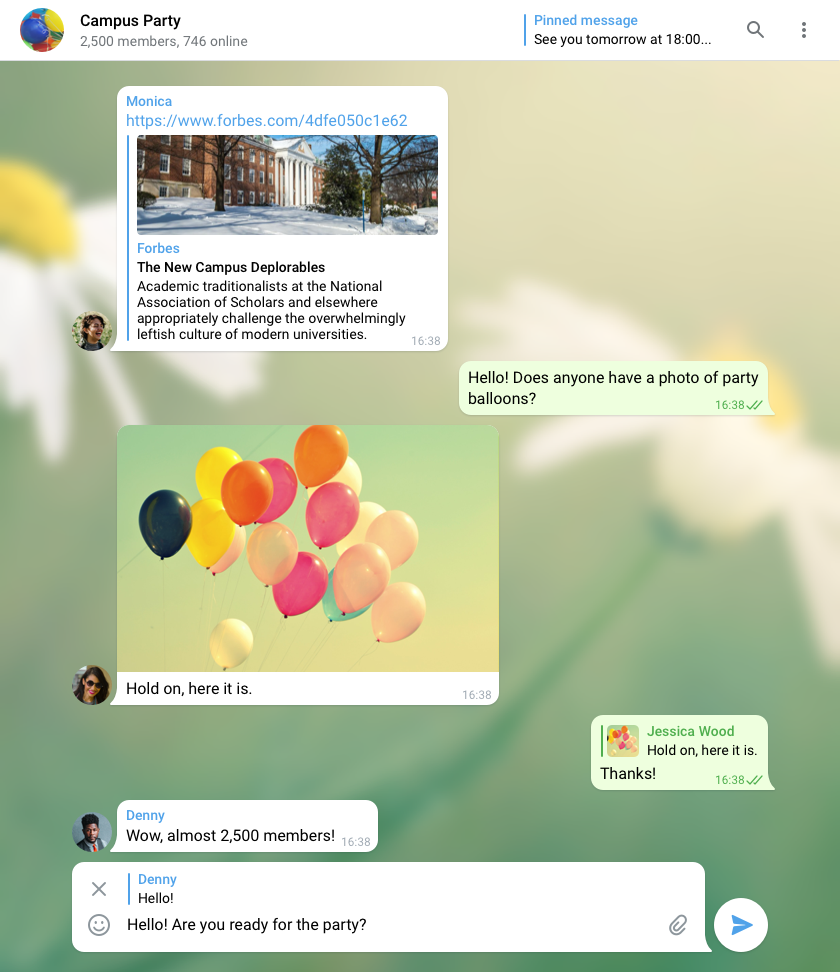 Campus Party
2,500 members, 746 online
Pinned message
See you tomorrow at 18:00...
Monica
https://www.forbes.com/4dfe050c1e62
Forbes
The New Campus Deplorables
Academic traditionalists at the National
Association of Scholars and elsewhere
appropriately challenge the overwhelmingly
leftish culture of modern universities.
16:38
Hello! Does anyone have a photo of party
balloons?
16:38
Hold on, here it is.
16:38
Jessica Wood
Hold on, here it is.
Thanks!
16:38
Denny
Wow, almost 2,500 members!
16:38
Denny
Hello!
Hello! Are you ready for the party?